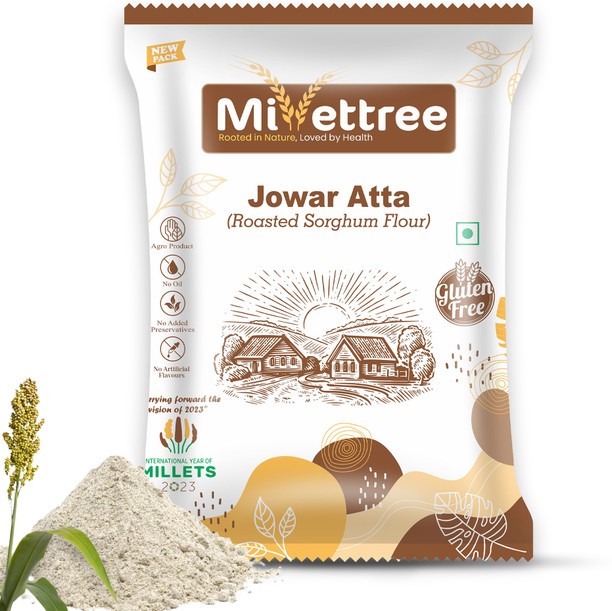 NEW
PACK
Millettree
Rooted in Nature, Loved by Health
Jowar Atta
(Roasted Sorghum Flour)
Agro Product
No Oil
No Added
Preservatives
No Artificial
Flavours
Gluten
Free
rrying forward the
vision of 2023"
INTERNATIONAL YEAR OF
MILLETS
2023